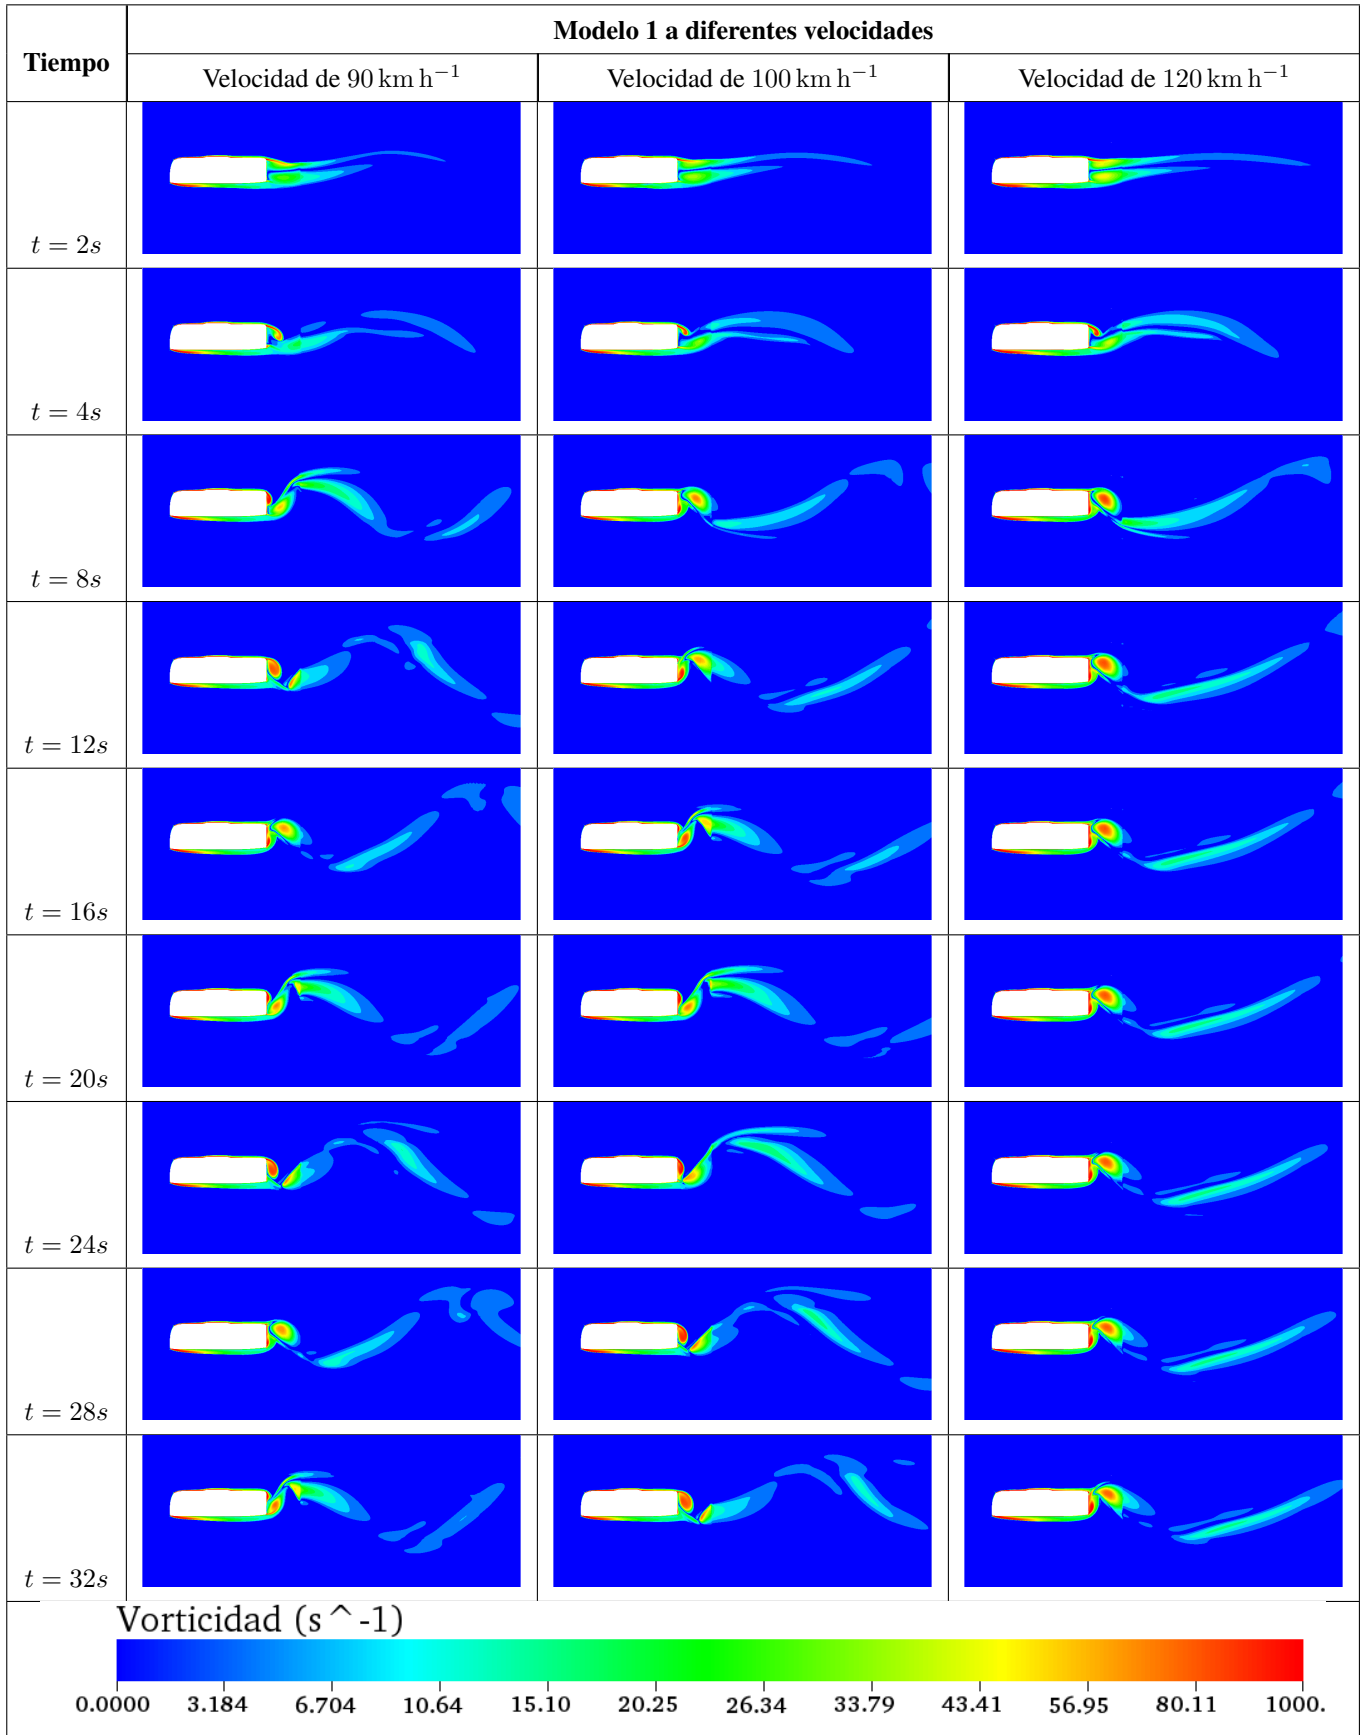 Modelo 1 a diferentes velocidades
Tiempo
Velocidad de 90 km h⁻¹ Velocidad de 100 km h⁻¹ Velocidad de 120 km h⁻¹
t = 2s
t = 4s
t = 8s
t = 12s
t = 16s
t = 20s
t = 24s
t = 28s
t = 32s
Vorticidad (s^-1)
0.0000 3.184 6.704 10.64 15.10 20.25 26.34 33.79 43.41 56.95 80.11 1000.